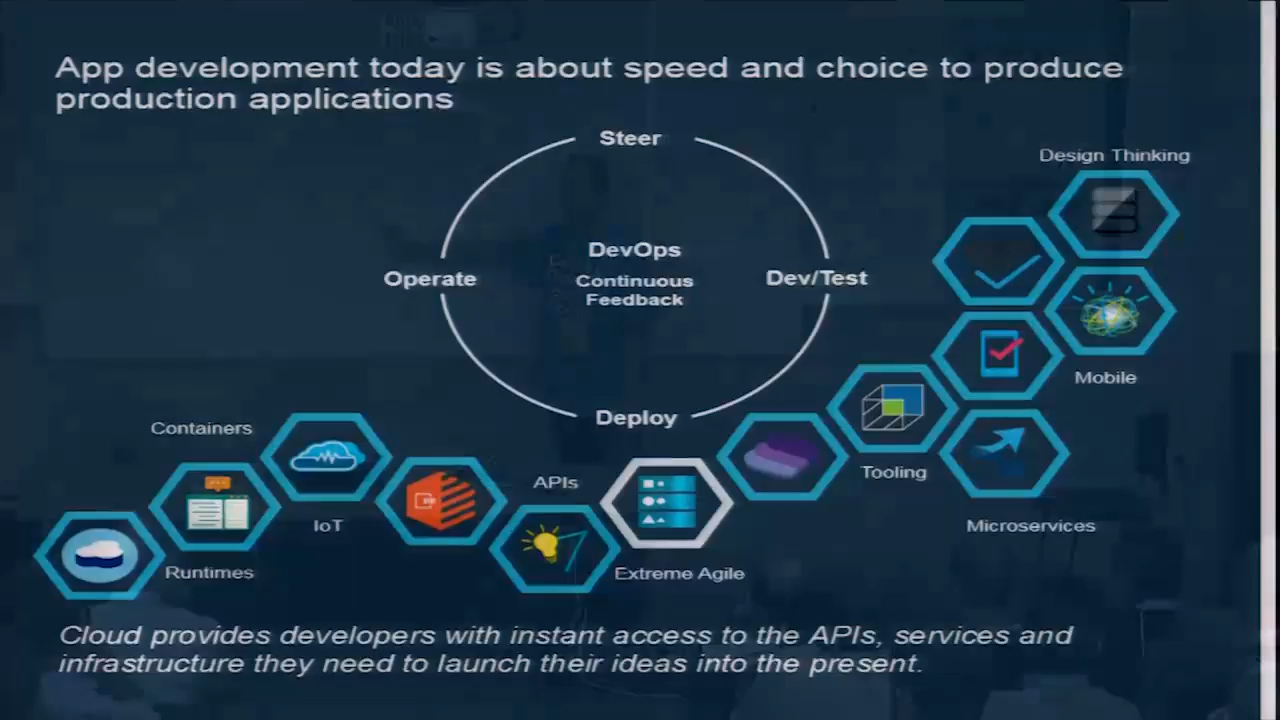 App development today is about speed and choice to produce
production applications
Steer
Design Thinking
DevOps
Operate
Continuous
Feedback
Dev/Test
Mobile
Deploy
Containers
Tooling
APIs
IoT
Microservices
Runtimes
Extreme Agile
Cloud provides developers with instant access to the APIs, services and
infrastructure they need to launch their ideas into the present.